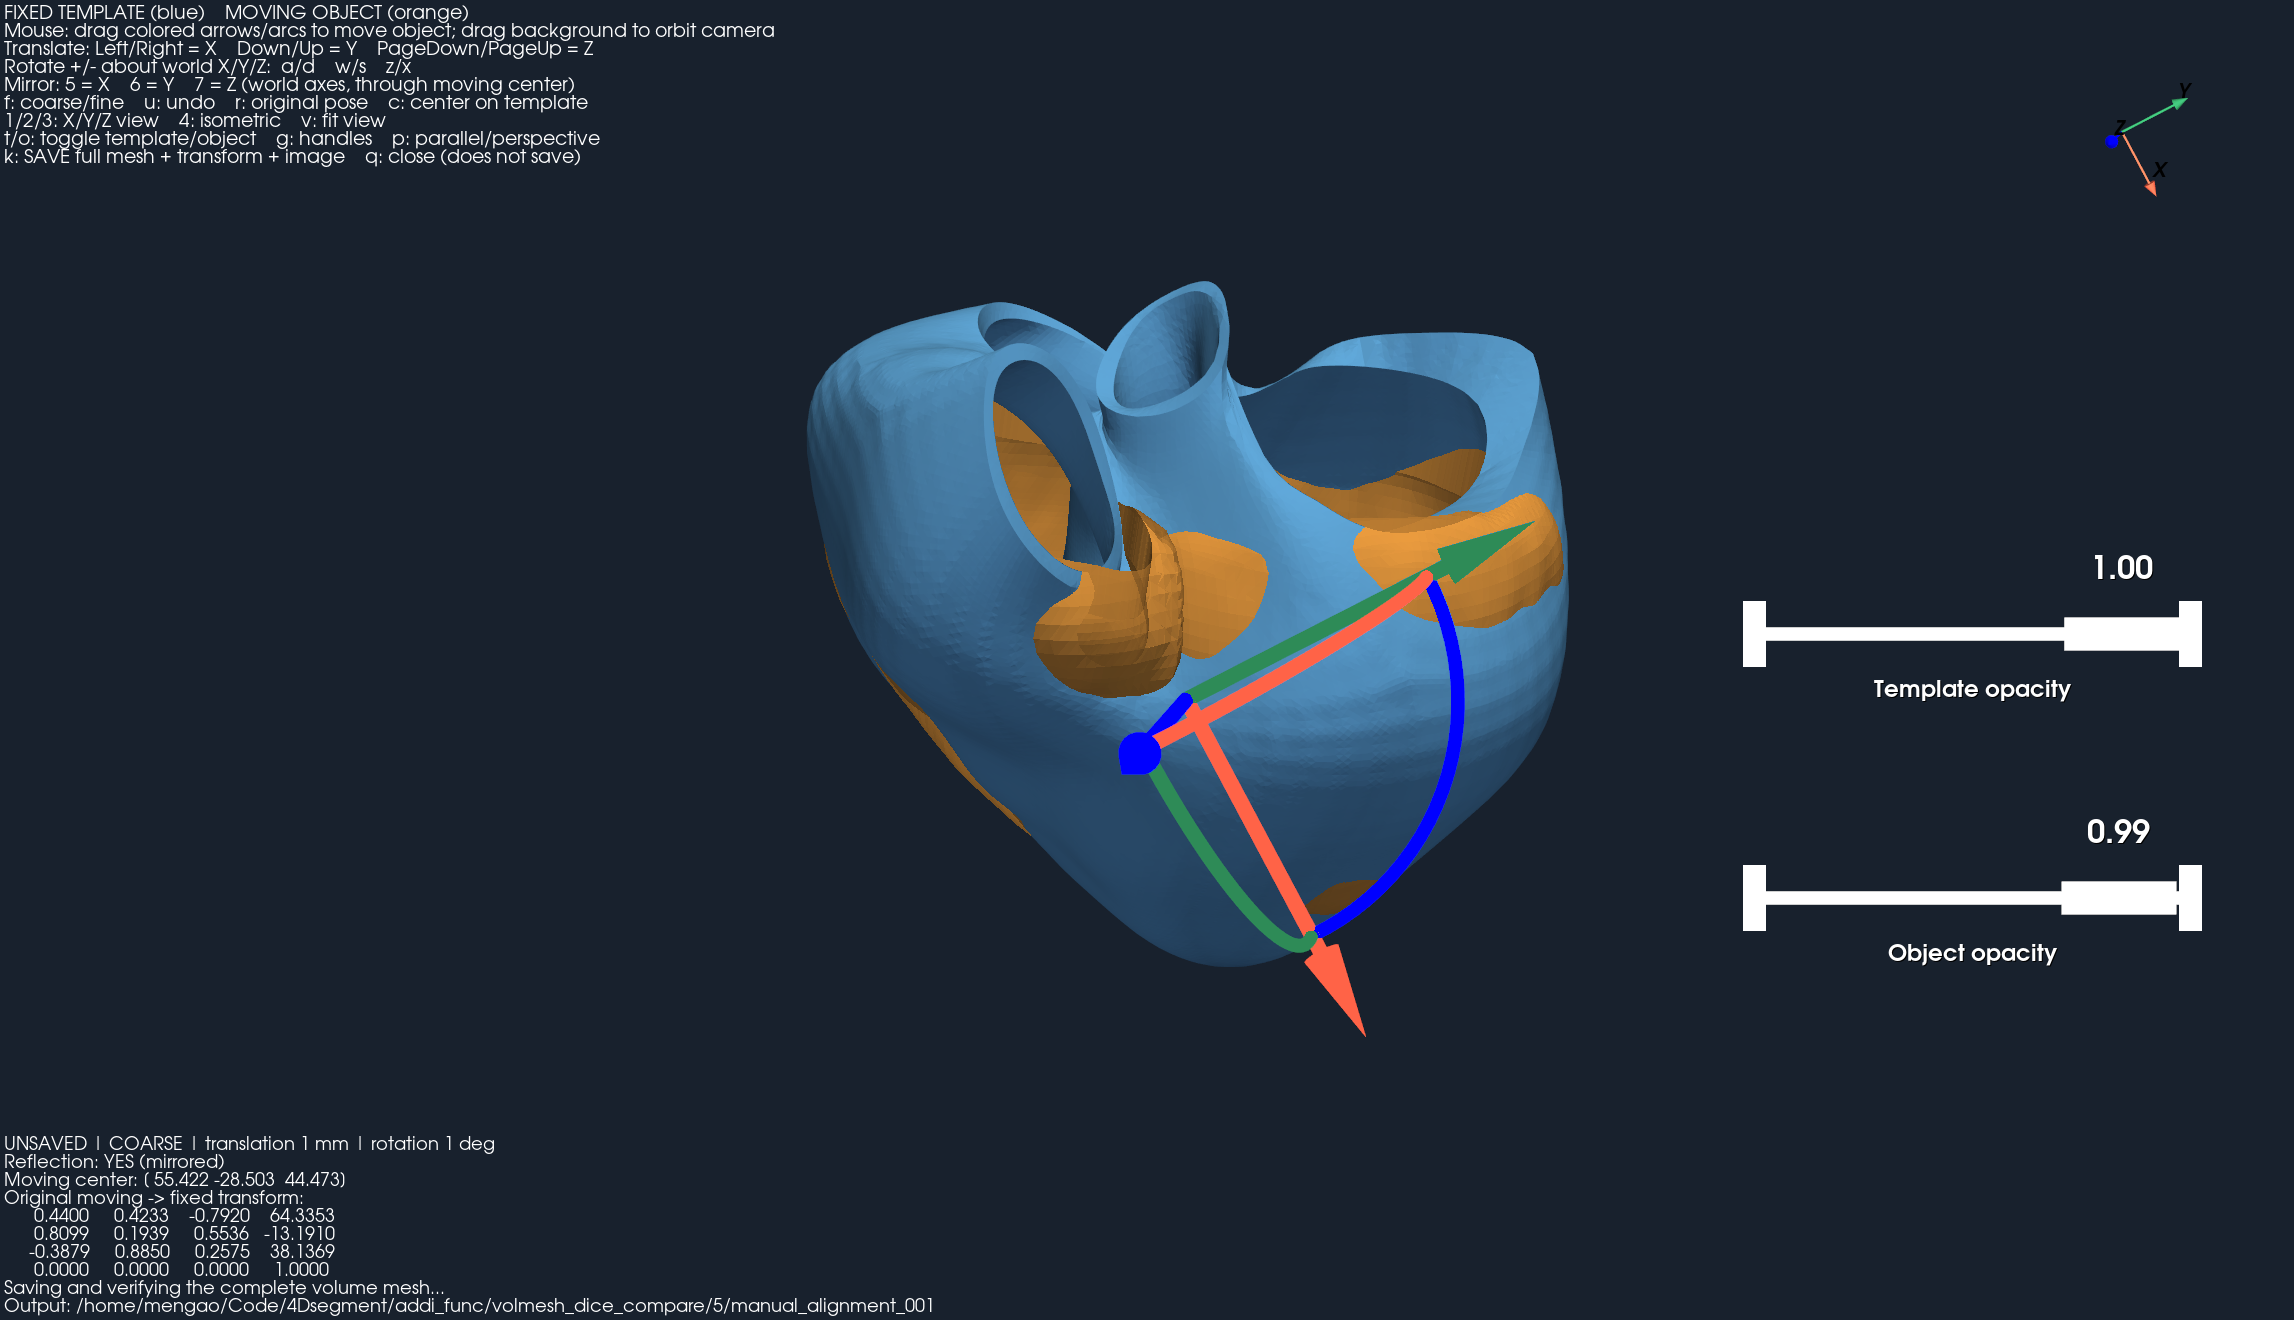 FIXED TEMPLATE (blue)    MOVING OBJECT (orange)
Mouse: drag colored arrows/arcs to move object; drag background to orbit camera
Translate: Left/Right = X    Down/Up = Y    PageDown/PageUp = Z
Rotate +/- about world X/Y/Z:  a/d    w/s    z/x
Mirror: 5 = X    6 = Y    7 = Z (world axes, through moving center)
f: coarse/fine    u: undo    r: original pose    c: center on template
1/2/3: X/Y/Z view    4: isometric    v: fit view
t/o: toggle template/object    g: handles    p: parallel/perspective
k: SAVE full mesh + transform + image    q: close (does not save)
Y
Z
X
1.00
Template opacity
0.99
Object opacity
UNSAVED | COARSE | translation 1 mm | rotation 1 deg
Reflection: YES (mirrored)
Moving center: [ 55.422 -28.503  44.473]
Original moving -> fixed transform:
0.4400    0.4233    -0.7920    64.3353
0.8099    0.1939    0.5536    -13.1910
-0.3879    0.8850    0.2575    38.1369
0.0000    0.0000    0.0000    1.0000
Saving and verifying the complete volume mesh...
Output: /home/mengao/Code/4Dsegment/addi_func/volmesh_dice_compare/5/manual_alignment_001